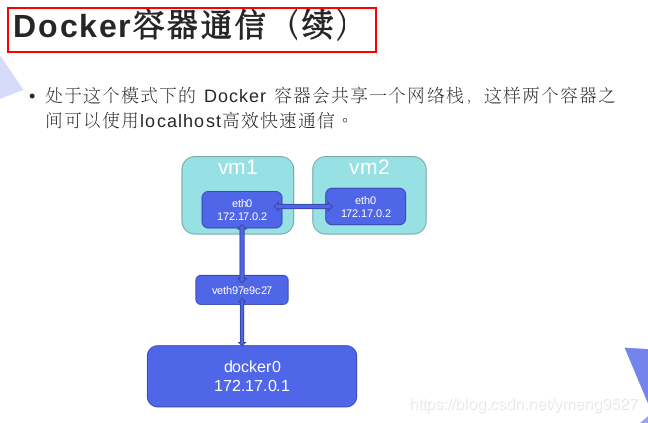 Docker容器通信（续）
• 处于这个模式下的 Docker 容器会共享一个网络栈，这样两个容器之
间可以使用localhost高效快速通信。
vm1
vm2
eth0
172.17.0.2
eth0
172.17.0.2
veth97e9c27
docker0
172.17.0.1
https://blog.csdn.net/ymeng9527